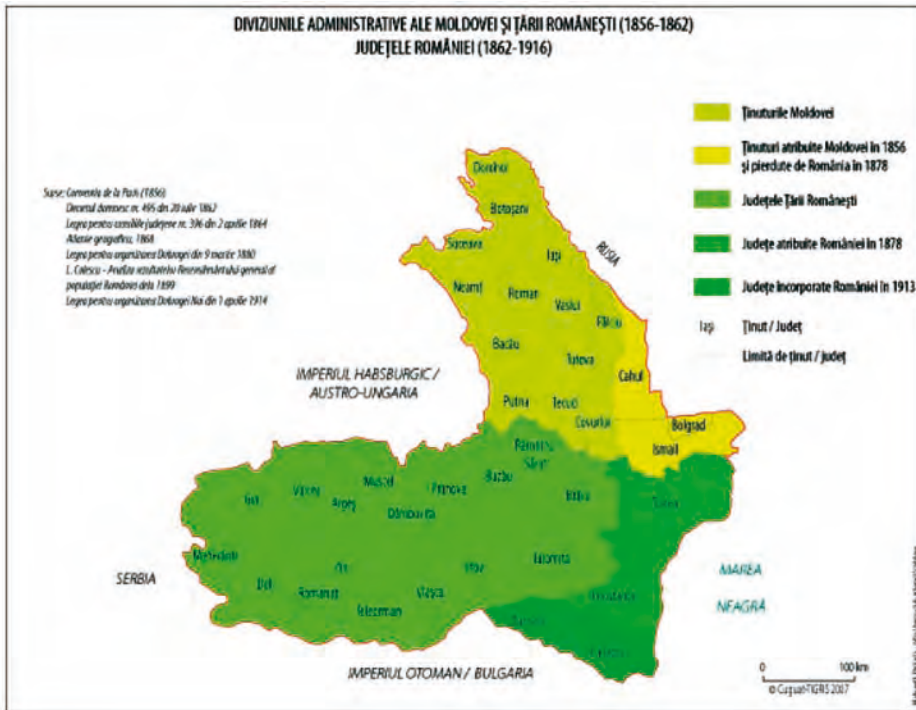 DIVIZIUNILE ADMINISTRATIVE ALE MOLDOVEI ȘI ȚĂRII ROMÂNEȘTI (1856-1862)
JUDEȚELE ROMÂNIEI (1862-1916)
Surse: Convenția de la Paris (1856)
Decretul domnesc nr. 495 din 20 iulie 1862
Legea pentru consiliile județene nr. 396 din 2 aprilie 1864
Atlasie geografica, 1868
Legea pentru organizarea Dobrogei din 9 martie 1880
L. Colescu - Analiza rezultatelor Recensământului general al
populației României dela 1899
Legea pentru organizarea Dobrogei Noi din 1 aprilie 1914
Ținuturile Moldovei
Ținuturi atribuite Moldovei în 1856
și pierdute de România în 1878
Județele Țării Românești
Județe atribuite României în 1878
Județe încorporate României în 1913
Iași Ținut / Județ
Limită de ținut / județ
Dorohoi
Botoșani
Suceava
Iași
RUSIA
Neamț
Roman
Vaslui
Fălciu
Bacău
Tutova
Cahul
IMPERIUL HABSBURGIC /
AUSTRO-UNGARIA
Putna
Tecuci
Covurlui
Bolgrad
Ismail
Buzău
Muscel
Prahova
Brăila
Tulcea
Gorj
Vâlcea
Argeș
Dâmbovița
Mehedinți
Ialomița
SERBIA
Dolj
Olt
Romanați
Vlașca
Ilfov
Teleorman
Constanța
MAREA
NEAGRĂ
IMPERIUL OTOMAN / BULGARIA
0 100 km
© Cuguat-TIGRIS 2007